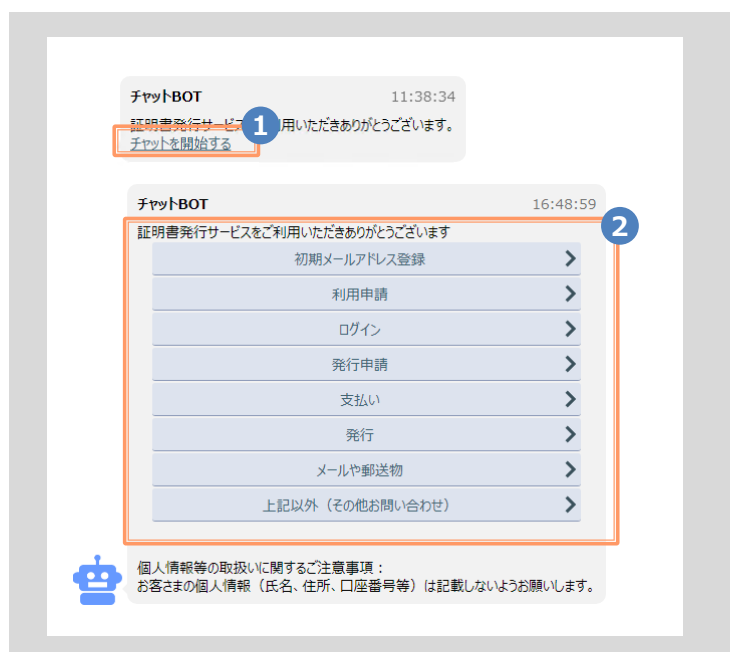 チャットBOT 11:38:34
証明書発行サービ 1 用いただきありがとうございます。
チャットを開始する
チャットBOT 16:48:59
2
証明書発行サービスをご利用いただきありがとうございます
初期メールアドレス登録
利用申請
ログイン
発行申請
支払い
発行
メールや郵送物
上記以外（その他お問い合わせ）
個人情報等の取扱いに関するご注意事項：
お客さまの個人情報（氏名、住所、口座番号等）は記載しないようお願いします。